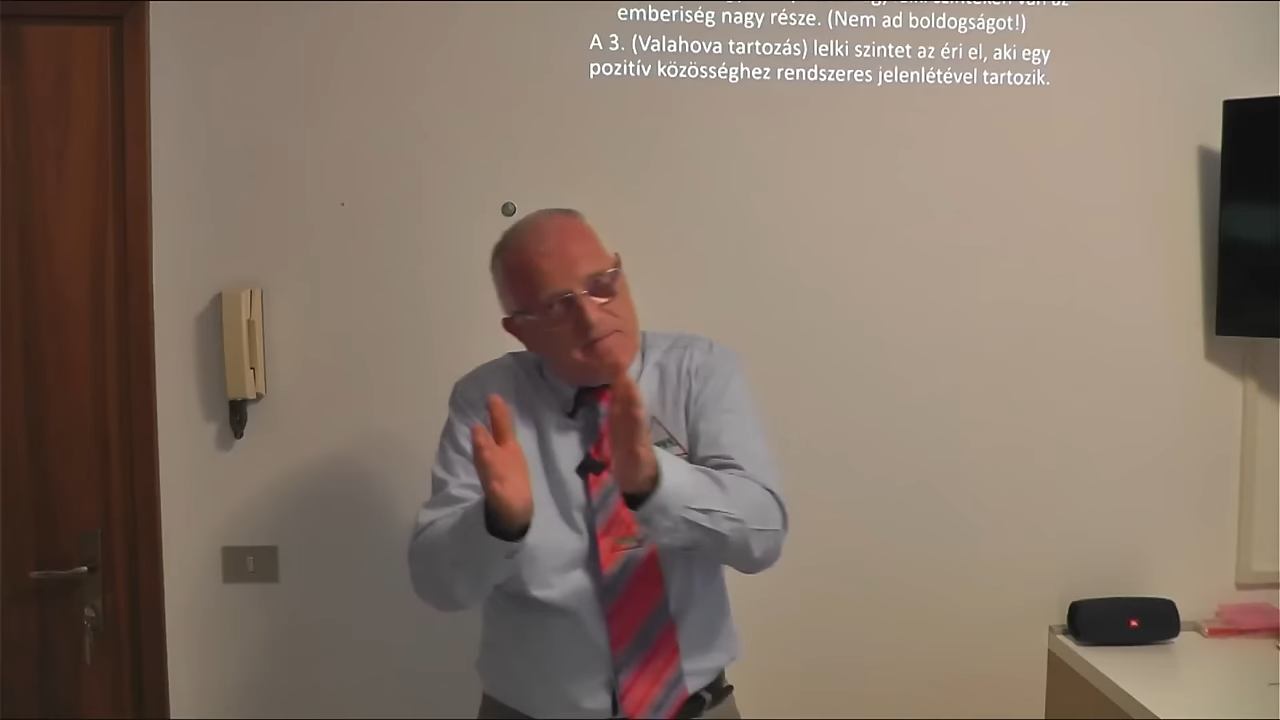 emberiség nagy része. (Nem ad boldogságot!)
A 3. (Valahova tartozás) lelki szintet az éri el, aki egy
pozitív közösséghez rendszeres jelenlétével tartozik.
JBL